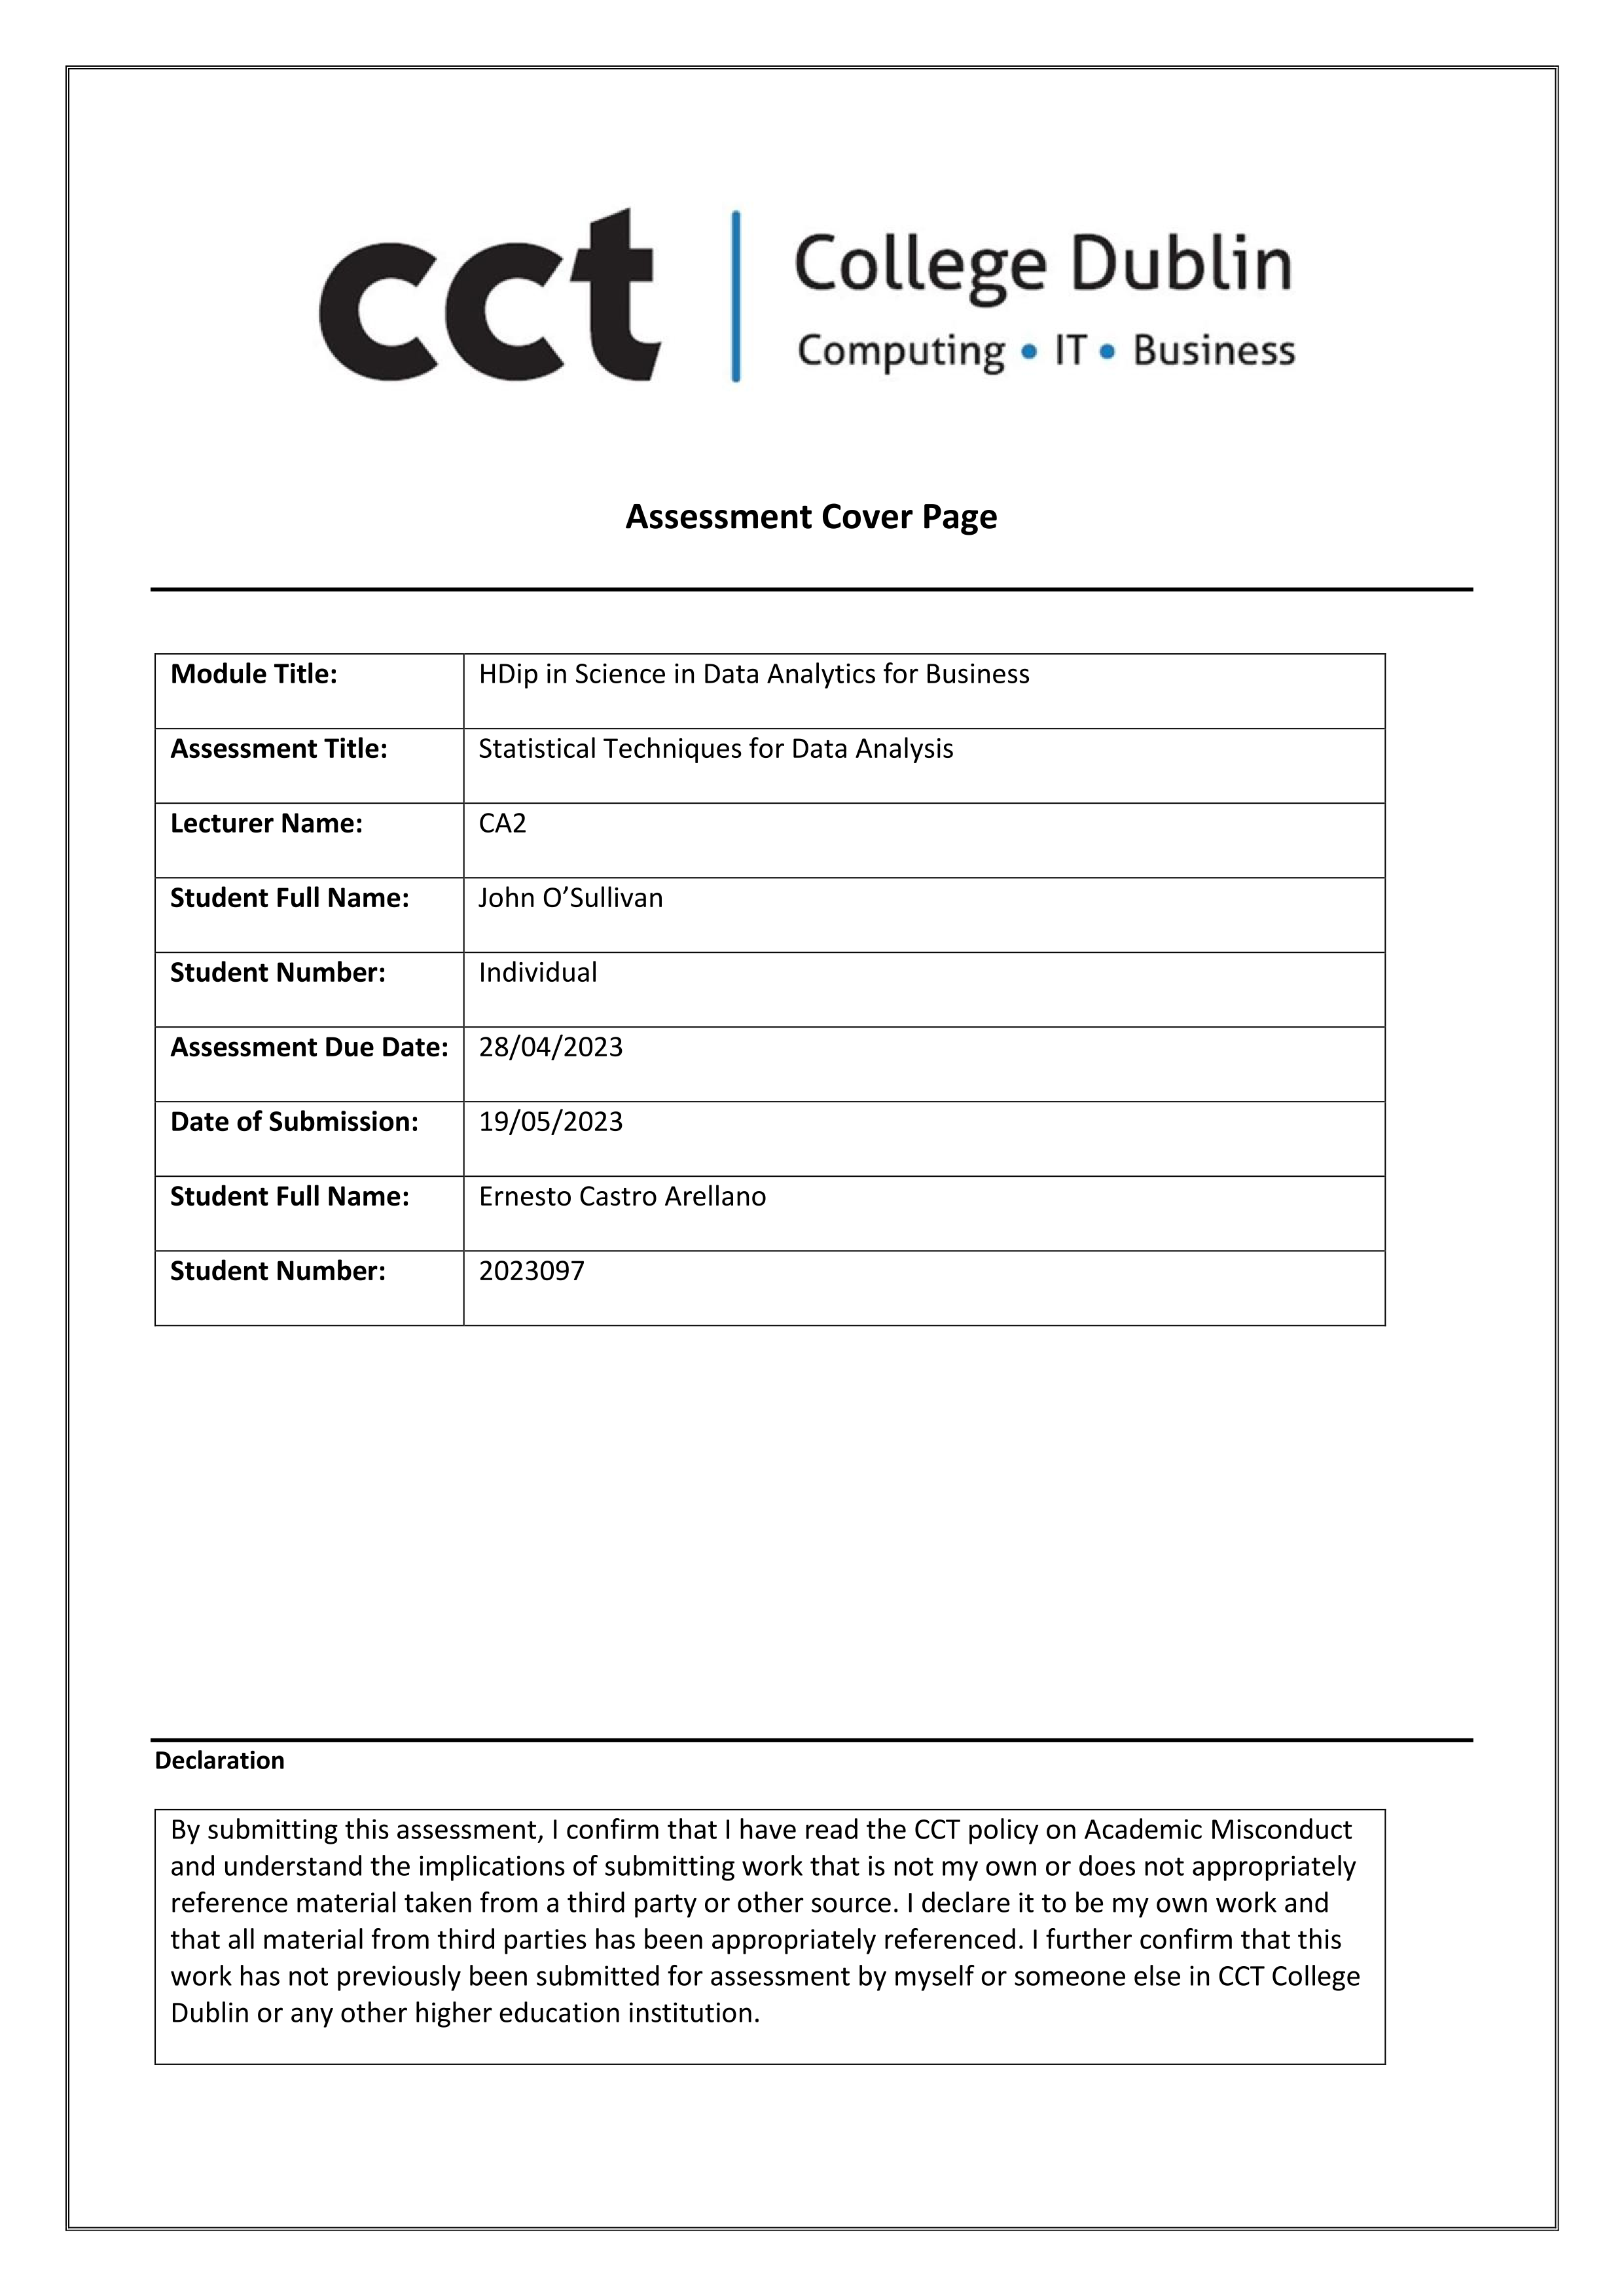 cct
College Dublin
Computing • IT • Business
Assessment Cover Page
Module Title: HDip in Science in Data Analytics for Business
Assessment Title: Statistical Techniques for Data Analysis
Lecturer Name: CA2
Student Full Name: John O’Sullivan
Student Number: Individual
Assessment Due Date: 28/04/2023
Date of Submission: 19/05/2023
Student Full Name: Ernesto Castro Arellano
Student Number: 2023097
Declaration
By submitting this assessment, I confirm that I have read the CCT policy on Academic Misconduct
and understand the implications of submitting work that is not my own or does not appropriately
reference material taken from a third party or other source. I declare it to be my own work and
that all material from third parties has been appropriately referenced. I further confirm that this
work has not previously been submitted for assessment by myself or someone else in CCT College
Dublin or any other higher education institution.